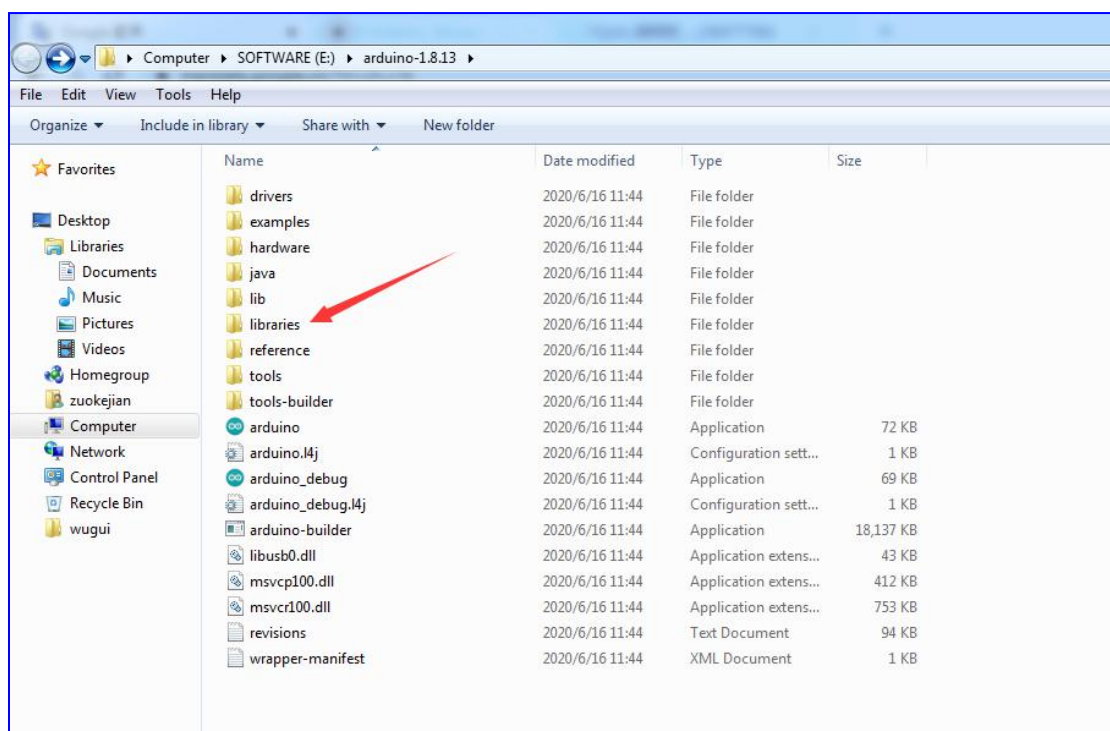 Computer SOFTWARE (E:) arduino-1.8.13
File Edit View Tools Help
Organize Include in library Share with New folder
Name Date modified Type Size
Favorites
Desktop
Libraries
Documents
Music
Pictures
Videos
Homegroup
zuokejian
Computer
Network
Control Panel
Recycle Bin
wugui
drivers 2020/6/16 11:44 File folder
examples 2020/6/16 11:44 File folder
hardware 2020/6/16 11:44 File folder
java 2020/6/16 11:44 File folder
lib 2020/6/16 11:44 File folder
libraries 2020/6/16 11:44 File folder
reference 2020/6/16 11:44 File folder
tools 2020/6/16 11:44 File folder
tools-builder 2020/6/16 11:44 File folder
arduino 2020/6/16 11:44 Application 72 KB
arduino.l4j 2020/6/16 11:44 Configuration sett... 1 KB
arduino_debug 2020/6/16 11:44 Application 69 KB
arduino_debug.l4j 2020/6/16 11:44 Configuration sett... 1 KB
arduino-builder 2020/6/16 11:44 Application 18,137 KB
libusb0.dll 2020/6/16 11:44 Application extens... 43 KB
msvcp100.dll 2020/6/16 11:44 Application extens... 412 KB
msvcr100.dll 2020/6/16 11:44 Application extens... 753 KB
revisions 2020/6/16 11:44 Text Document 94 KB
wrapper-manifest 2020/6/16 11:44 XML Document 1 KB